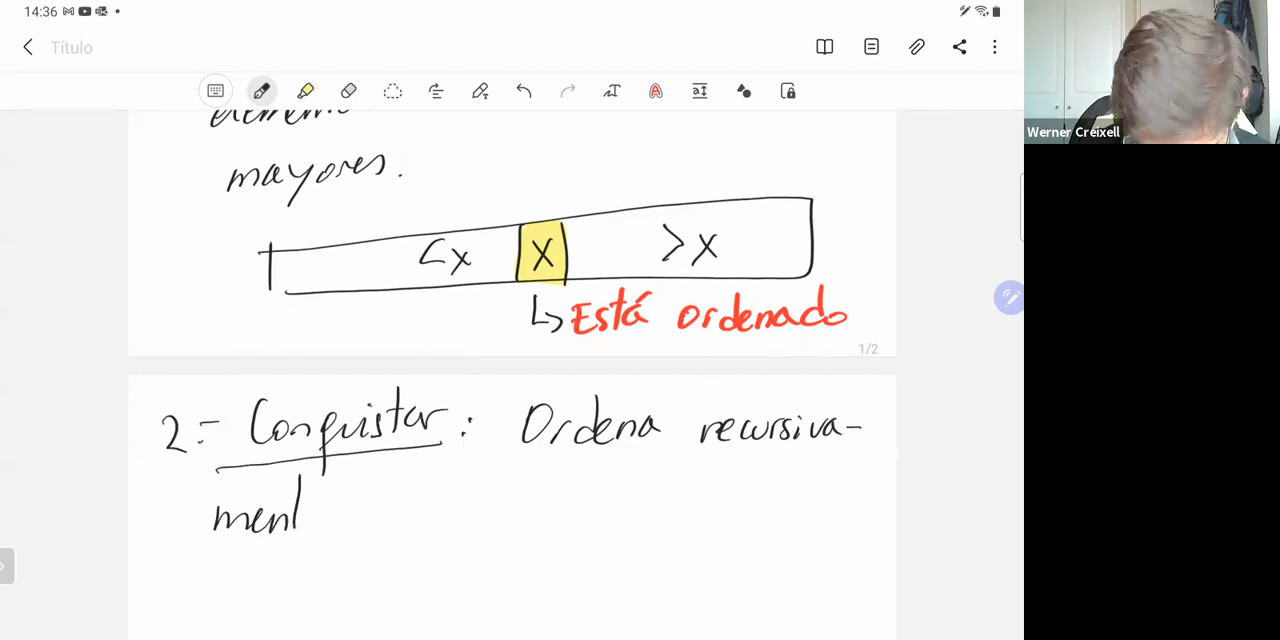 14:36
Título
Werner Creixell
mayores.
<x x >x
↳ Está ordenado
1/2
2.- Conquistar: Ordena recursiva-
ment